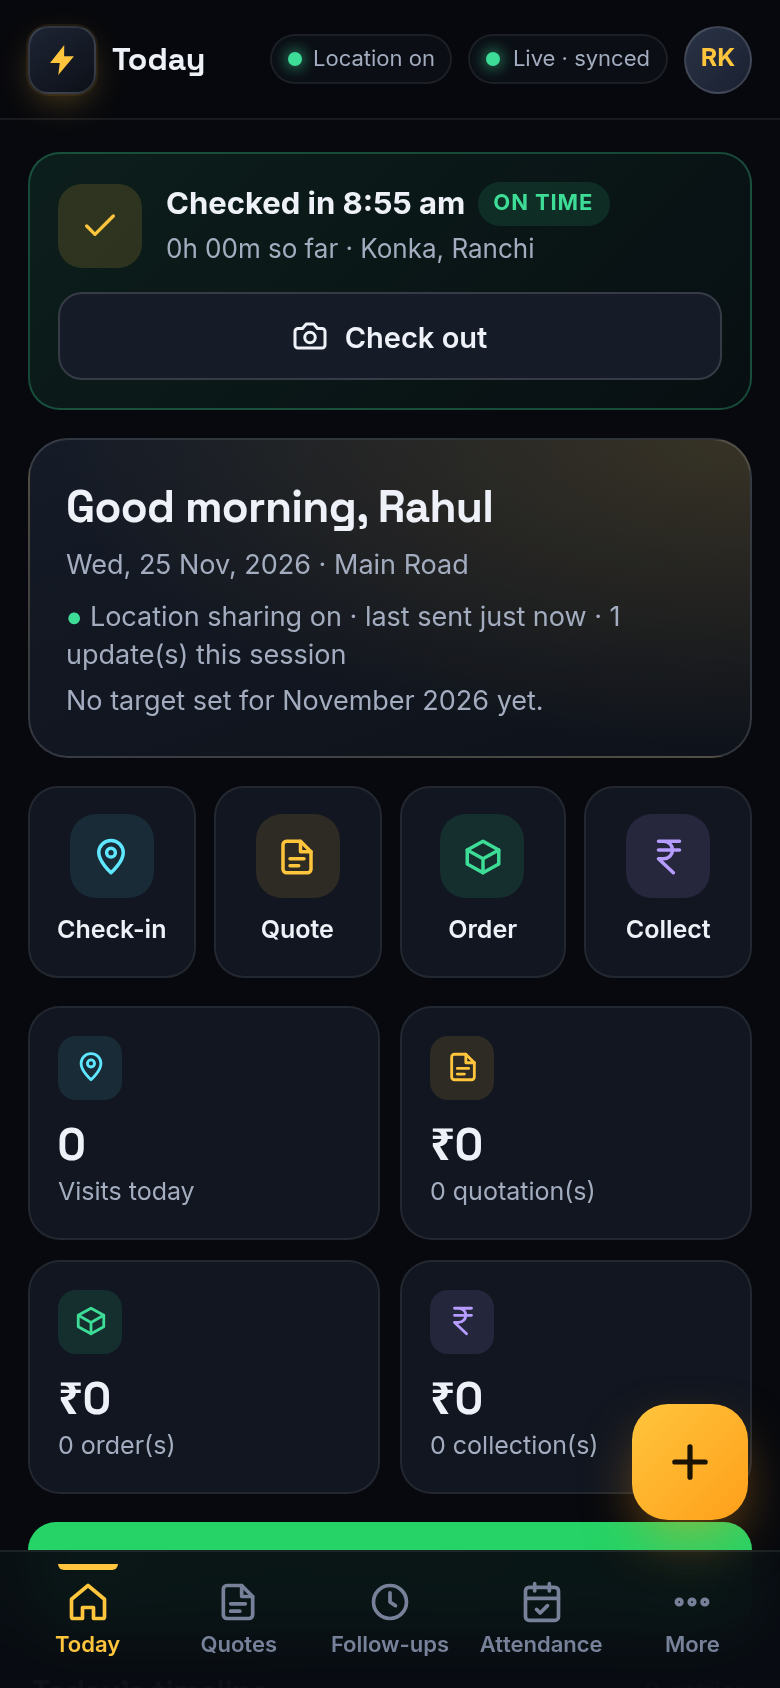 Today
Location on
Live · synced
RK
Checked in 8:55 am
ON TIME
0h 00m so far · Konka, Ranchi
Check out
Good morning, Rahul
Wed, 25 Nov, 2026 · Main Road
Location sharing on · last sent just now · 1
update(s) this session
No target set for November 2026 yet.
Check-in
Quote
Order
Collect
0
Visits today
₹0
0 quotation(s)
₹0
0 order(s)
₹0
0 collection(s)
Today
Quotes
Follow-ups
Attendance
More